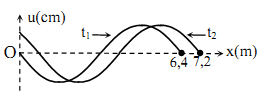 u(cm)
t₁ t₂
O x(m)
6,4 7,2